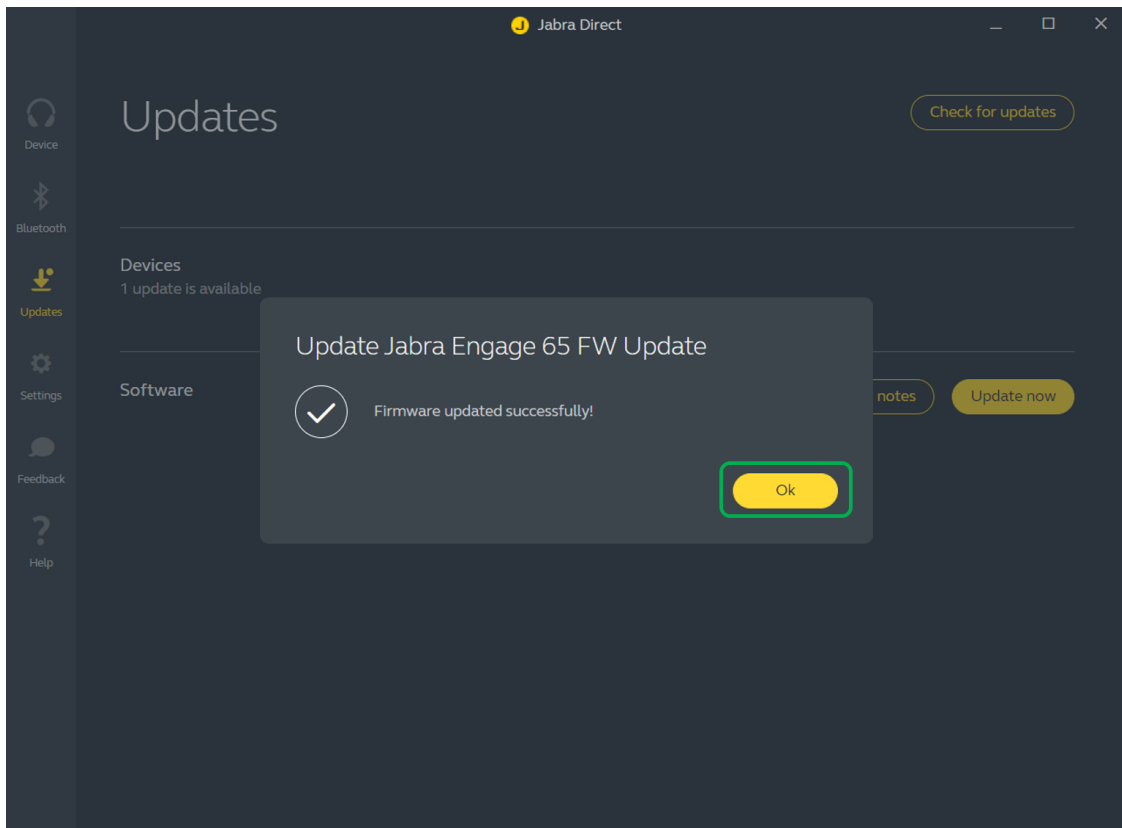 Jabra Direct
Updates
Check for updates
Device
Bluetooth
Updates
Settings
Feedback
Help
Devices
1 update is available
Software
notes
Update now
Update Jabra Engage 65 FW Update
Firmware updated successfully!
Ok